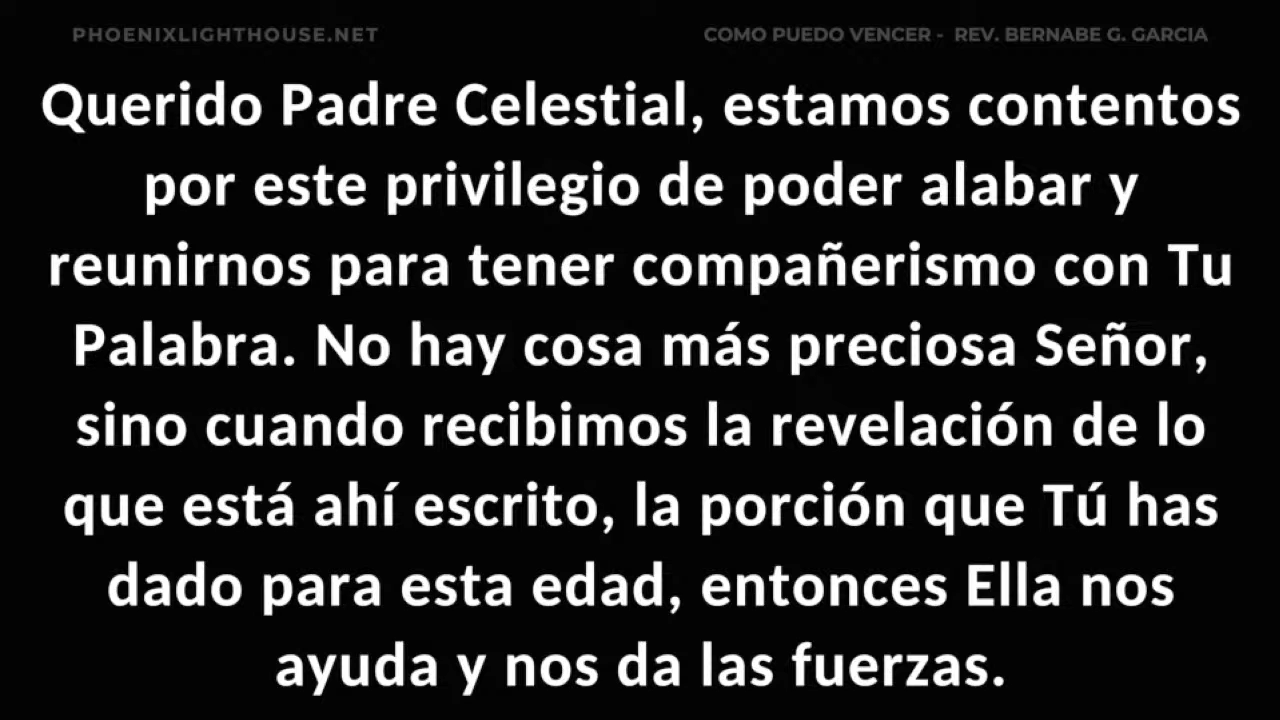 PHOENIXLIGHTHOUSE.NET
COMO PUEDO VENCER - REV. BERNABE G. GARCIA
Querido Padre Celestial, estamos contentos
por este privilegio de poder alabar y
reunirnos para tener compañerismo con Tu
Palabra. No hay cosa más preciosa Señor,
sino cuando recibimos la revelación de lo
que está ahí escrito, la porción que Tú has
dado para esta edad, entonces Ella nos
ayuda y nos da las fuerzas.